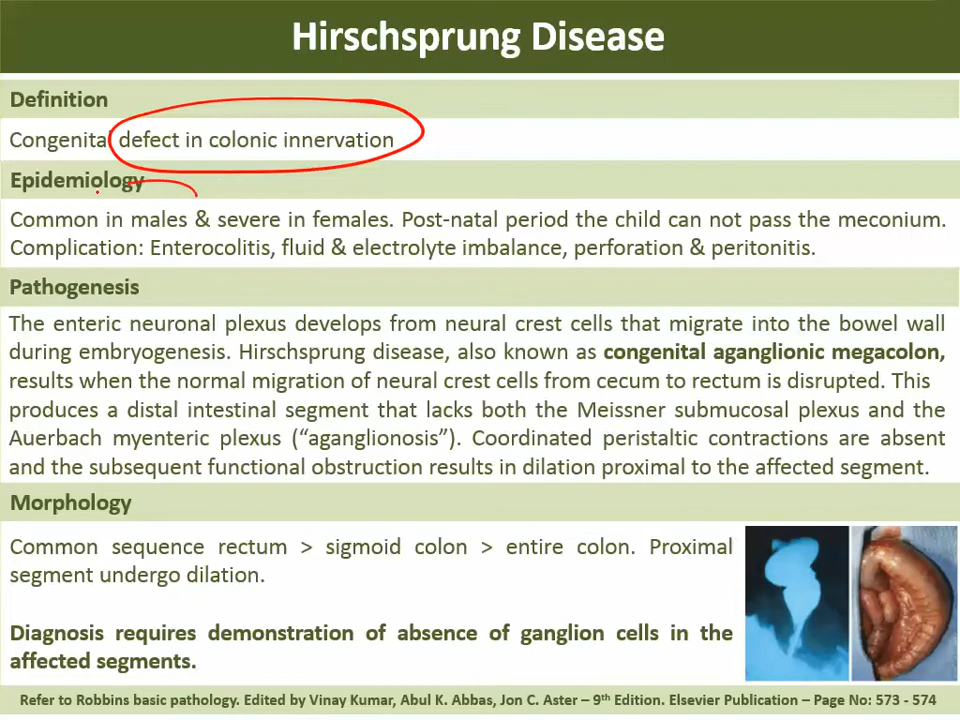 Hirschsprung Disease
Definition
Congenital defect in colonic innervation
Epidemiology
Common in males & severe in females. Post-natal period the child can not pass the meconium.
Complication: Enterocolitis, fluid & electrolyte imbalance, perforation & peritonitis.
Pathogenesis
The enteric neuronal plexus develops from neural crest cells that migrate into the bowel wall
during embryogenesis. Hirschsprung disease, also known as congenital aganglionic megacolon,
results when the normal migration of neural crest cells from cecum to rectum is disrupted. This
produces a distal intestinal segment that lacks both the Meissner submucosal plexus and the
Auerbach myenteric plexus (“aganglionosis”). Coordinated peristaltic contractions are absent
and the subsequent functional obstruction results in dilation proximal to the affected segment.
Morphology
Common sequence rectum > sigmoid colon > entire colon. Proximal
segment undergo dilation.
Diagnosis requires demonstration of absence of ganglion cells in the
affected segments.
Refer to Robbins basic pathology. Edited by Vinay Kumar, Abul K. Abbas, Jon C. Aster – 9th Edition. Elsevier Publication – Page No: 573 - 574